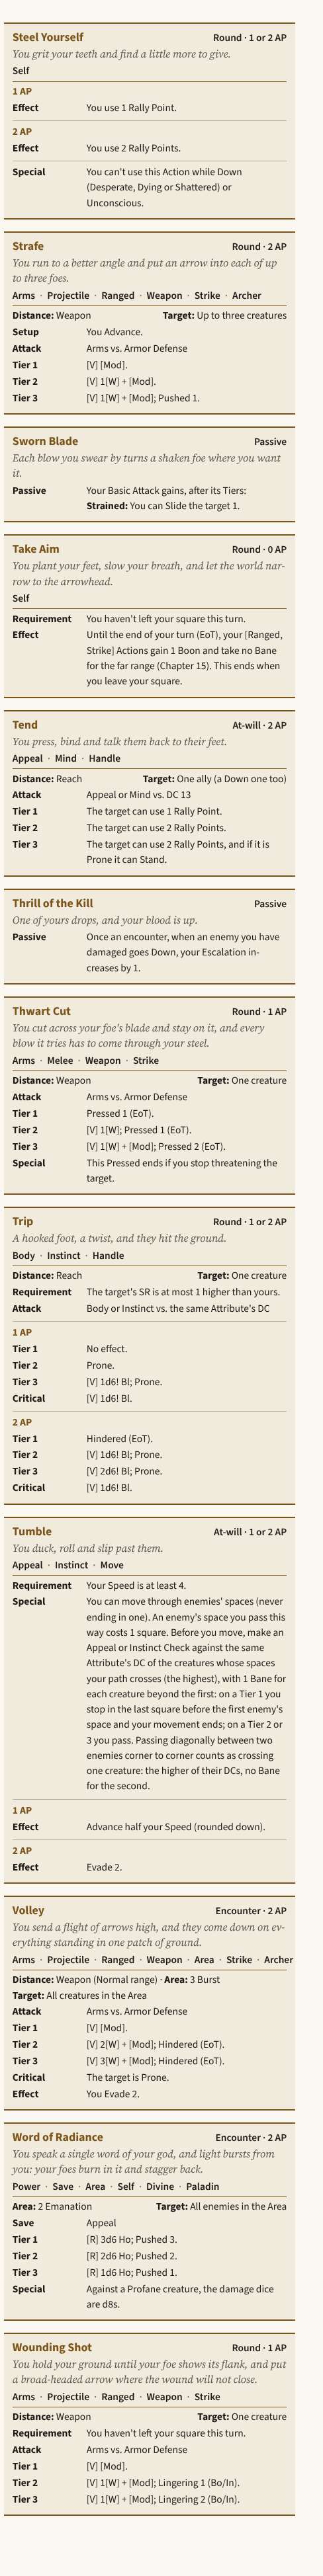 Steel Yourself Round · 1 or 2 AP
You grit your teeth and find a little more to give.
Self
1 AP
Effect You use 1 Rally Point.
2 AP
Effect You use 2 Rally Points.
Special You can't use this Action while Down
(Desperate, Dying or Shattered) or
Unconscious.
Strafe Round · 2 AP
You run to a better angle and put an arrow into each of up
to three foes.
Arms · Projectile · Ranged · Weapon · Strike · Archer
Distance: Weapon Target: Up to three creatures
Setup You Advance.
Attack Arms vs. Armor Defense
Tier 1 [V] [Mod].
Tier 2 [V] 1[W] + [Mod].
Tier 3 [V] 1[W] + [Mod]; Pushed 1.
Sworn Blade Passive
Each blow you swear by turns a shaken foe where you want
it.
Passive Your Basic Attack gains, after its Tiers:
Strained: You can Slide the target 1.
Take Aim Round · 0 AP
You plant your feet, slow your breath, and let the world nar-
row to the arrowhead.
Self
Requirement You haven't left your square this turn.
Effect Until the end of your turn (EoT), your [Ranged,
Strike] Actions gain 1 Boon and take no Bane
for the far range (Chapter 15). This ends when
you leave your square.
Tend At-will · 2 AP
You press, bind and talk them back to their feet.
Appeal · Mind · Handle
Distance: Reach Target: One ally (a Down one too)
Attack Appeal or Mind vs. DC 13
Tier 1 The target can use 1 Rally Point.
Tier 2 The target can use 2 Rally Points.
Tier 3 The target can use 2 Rally Points, and if it is
Prone it can Stand.
Thrill of the Kill Passive
One of yours drops, and your blood is up.
Passive Once an encounter, when an enemy you have
damaged goes Down, your Escalation in-
creases by 1.
Thwart Cut Round · 1 AP
You cut across your foe's blade and stay on it, and every
blow it tries has to come through your steel.
Arms · Melee · Weapon · Strike
Distance: Weapon Target: One creature
Attack Arms vs. Armor Defense
Tier 1 Pressed 1 (EoT).
Tier 2 [V] 1[W]; Pressed 1 (EoT).
Tier 3 [V] 1[W] + [Mod]; Pressed 2 (EoT).
Special This Pressed ends if you stop threatening the
target.
Trip Round · 1 or 2 AP
A hooked foot, a twist, and they hit the ground.
Body · Instinct · Handle
Distance: Reach Target: One creature
Requirement The target's SR is at most 1 higher than yours.
Attack Body or Instinct vs. the same Attribute's DC
1 AP
Tier 1 No effect.
Tier 2 Prone.
Tier 3 [V] 1d6! Bl; Prone.
Critical [V] 1d6! Bl.
2 AP
Tier 1 Hindered (EoT).
Tier 2 [V] 1d6! Bl; Prone.
Tier 3 [V] 2d6! Bl; Prone.
Critical [V] 1d6! Bl.
Tumble At-will · 1 or 2 AP
You duck, roll and slip past them.
Appeal · Instinct · Move
Requirement Your Speed is at least 4.
Special You can move through enemies' spaces (never
ending in one). An enemy's space you pass this
way costs 1 square. Before you move, make an
Appeal or Instinct Check against the same
Attribute's DC of the creatures whose spaces
your path crosses (the highest), with 1 Bane for
each creature beyond the first: on a Tier 1 you
stop in the last square before the first enemy's
space and your movement ends; on a Tier 2 or
3 you pass. Passing diagonally between two
enemies corner to corner counts as crossing
one creature: the higher of their DCs, no Bane
for the second.
1 AP
Effect Advance half your Speed (rounded down).
2 AP
Effect Evade 2.
Volley Encounter · 2 AP
You send a flight of arrows high, and they come down on ev-
erything standing in one patch of ground.
Arms · Projectile · Ranged · Weapon · Area · Strike · Archer
Distance: Weapon (Normal range) · Area: 3 Burst
Target: All creatures in the Area
Attack Arms vs. Armor Defense
Tier 1 [V] [Mod].
Tier 2 [V] 2[W] + [Mod]; Hindered (EoT).
Tier 3 [V] 3[W] + [Mod]; Hindered (EoT).
Critical The target is Prone.
Effect You Evade 2.
Word of Radiance Encounter · 2 AP
You speak a single word of your god, and light bursts from
you: your foes burn in it and stagger back.
Power · Save · Area · Self · Divine · Paladin
Area: 2 Emanation Target: All enemies in the Area
Save Appeal
Tier 1 [R] 3d6 Ho; Pushed 3.
Tier 2 [R] 2d6 Ho; Pushed 2.
Tier 3 [R] 1d6 Ho; Pushed 1.
Special Against a Profane creature, the damage dice
are d8s.
Wounding Shot Round · 1 AP
You hold your ground until your foe shows its flank, and put
a broad-headed arrow where the wound will not close.
Arms · Projectile · Ranged · Weapon · Strike
Distance: Weapon Target: One creature
Requirement You haven't left your square this turn.
Attack Arms vs. Armor Defense
Tier 1 [V] [Mod].
Tier 2 [V] 1[W] + [Mod]; Lingering 1 (Bo/In).
Tier 3 [V] 1[W] + [Mod]; Lingering 2 (Bo/In).